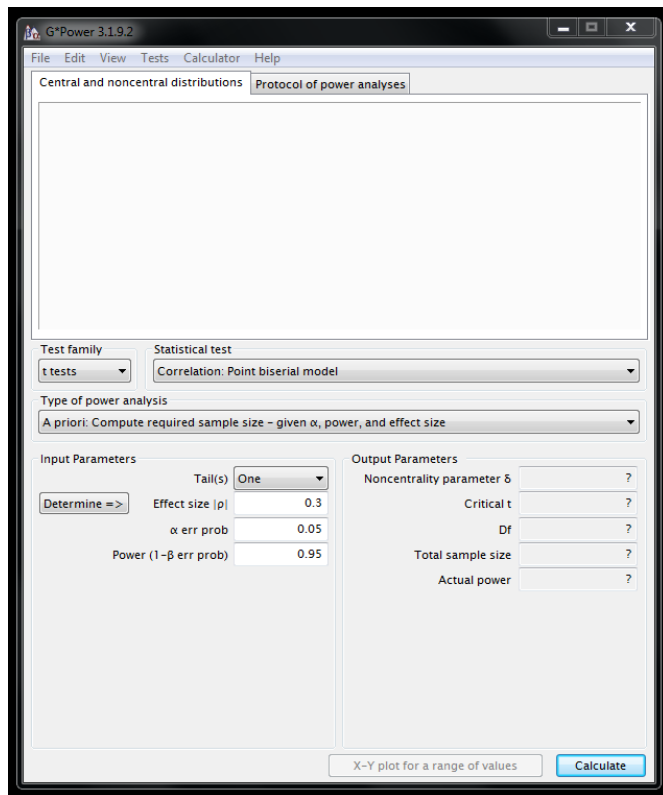 G*Power 3.1.9.2
File Edit View Tests Calculator Help
Central and noncentral distributions Protocol of power analyses
Test family Statistical test
t tests Correlation: Point biserial model
Type of power analysis
A priori: Compute required sample size – given α, power, and effect size
Input Parameters Output Parameters
Tail(s) One Noncentrality parameter δ ?
Determine => Effect size |ρ| 0.3 Critical t ?
α err prob 0.05 Df ?
Power (1–β err prob) 0.95 Total sample size ?
Actual power ?
X–Y plot for a range of values Calculate